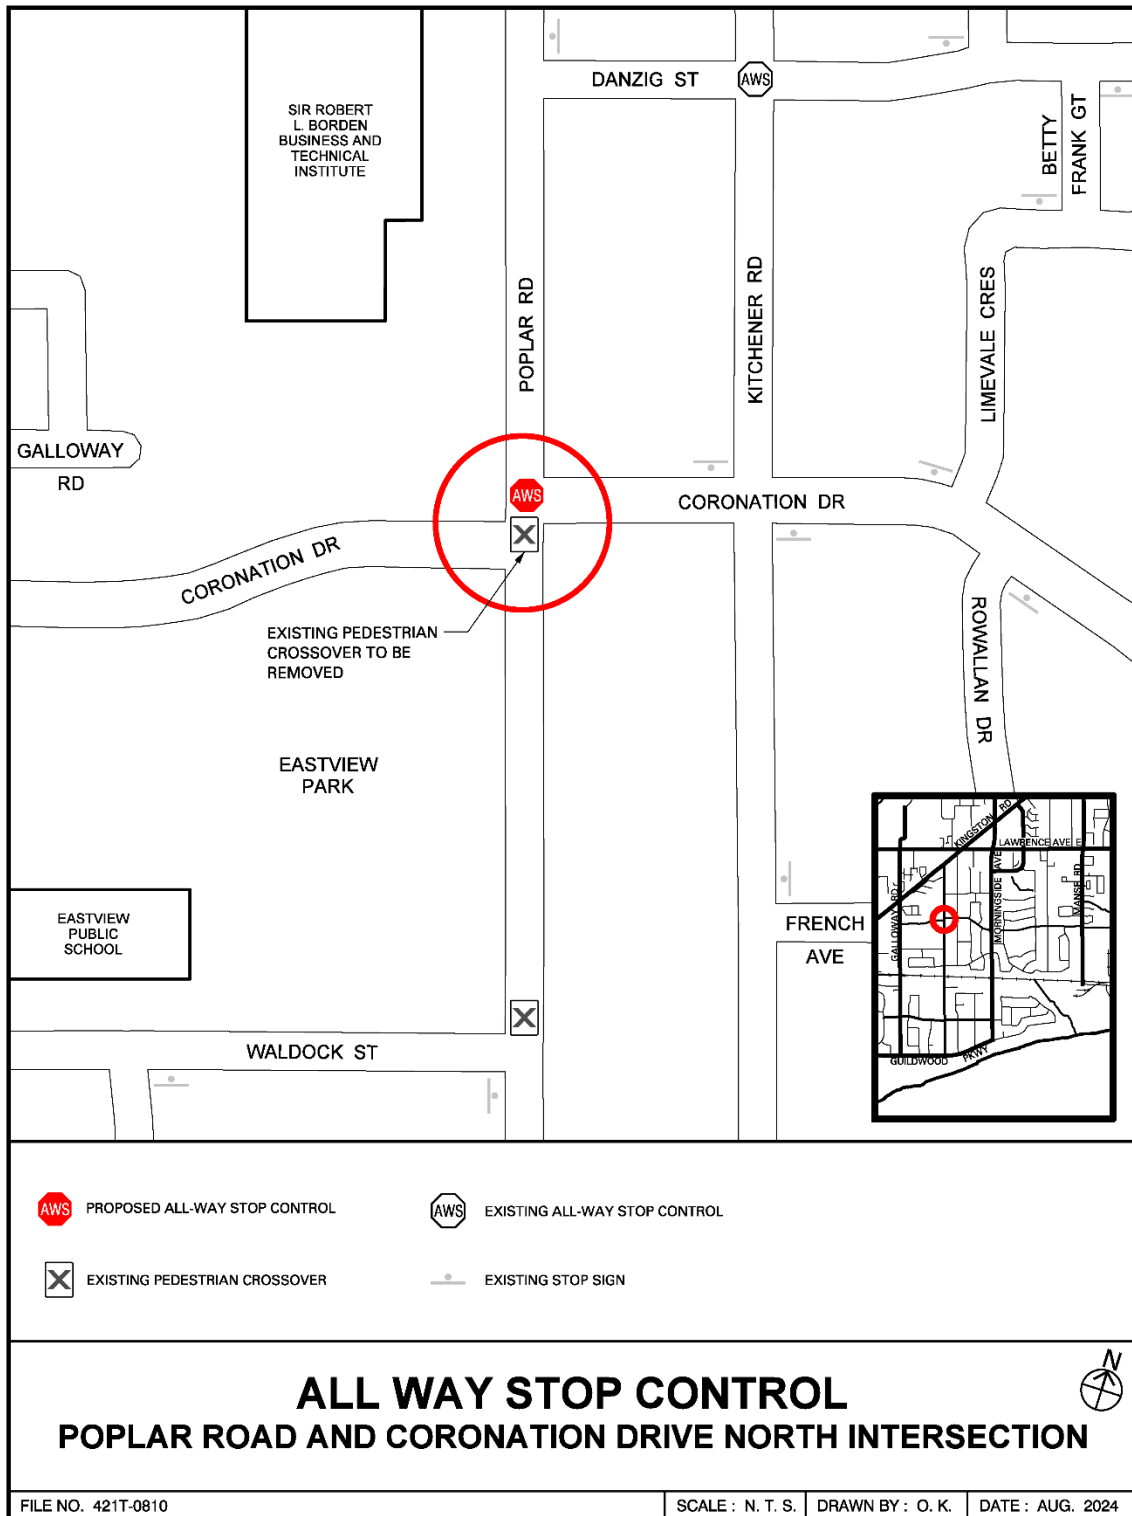 DANZIG ST
AWS
SIR ROBERT
L. BORDEN
BUSINESS AND
TECHNICAL
INSTITUTE
BETTY
FRANK GT
POPLAR RD
KITCHENER RD
LIMEVALE CRES
GALLOWAY
RD
AWS
X
CORONATION DR
CORONATION DR
EXISTING PEDESTRIAN
CROSSOVER TO BE
REMOVED
ROWALLAN DR
EASTVIEW
PARK
EASTVIEW
PUBLIC
SCHOOL
FRENCH
AVE
KINGSTON RD
LAWRENCE AVE E
GALLOWAY RD
MORNINGSIDE AVE
MANSE RD
GUILDWOOD PKWY
X
WALDOCK ST
AWS PROPOSED ALL-WAY STOP CONTROL
AWS EXISTING ALL-WAY STOP CONTROL
X EXISTING PEDESTRIAN CROSSOVER
EXISTING STOP SIGN
ALL WAY STOP CONTROL
POPLAR ROAD AND CORONATION DRIVE NORTH INTERSECTION
N
FILE NO. 421T-0810
SCALE : N. T. S.
DRAWN BY : O. K.
DATE : AUG. 2024